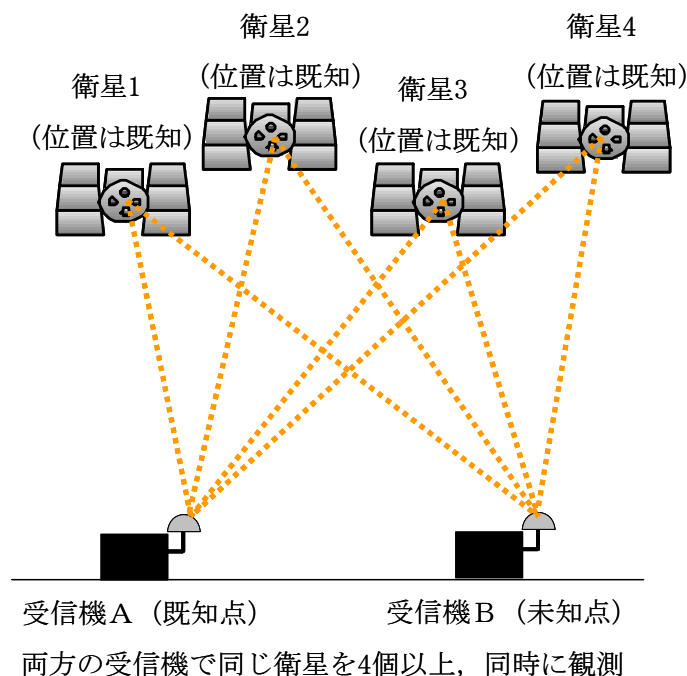 衛星1
(位置は既知)
衛星2
(位置は既知)
衛星3
(位置は既知)
衛星4
(位置は既知)
受信機A(既知点)
受信機B(未知点)
両方の受信機で同じ衛星を4個以上，同時に観測